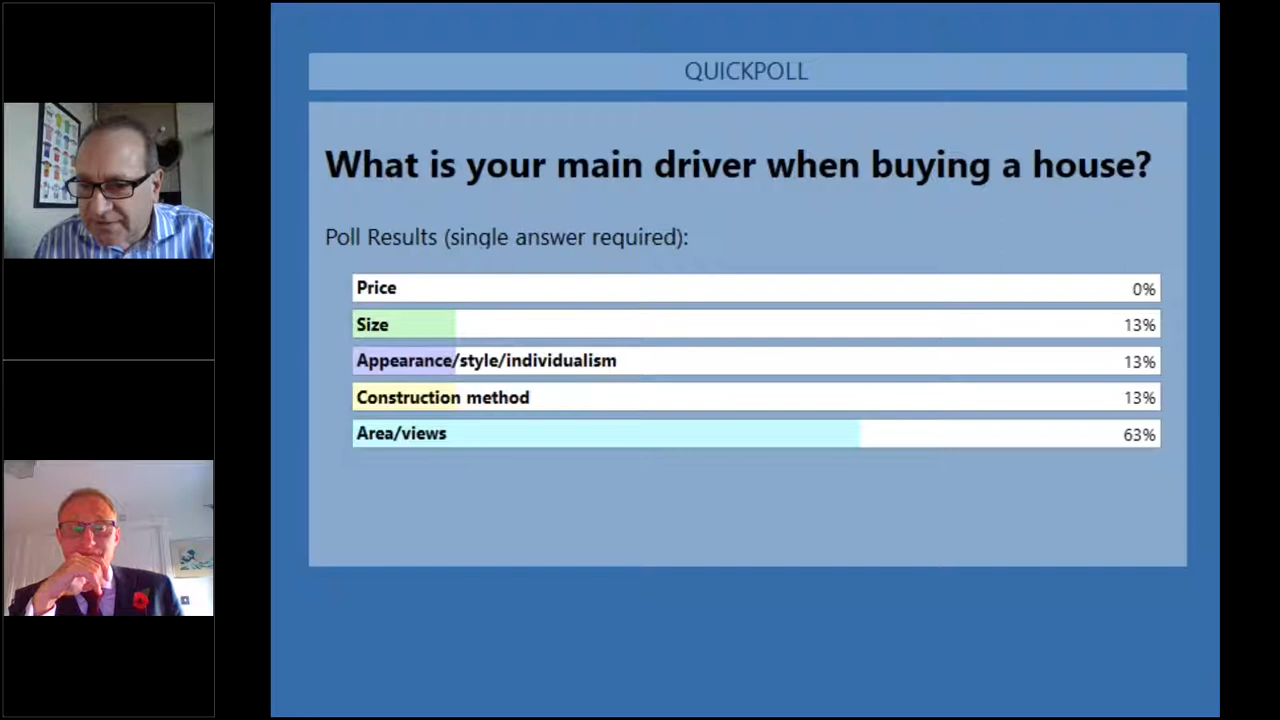 QUICKPOLL
What is your main driver when buying a house?
Poll Results (single answer required):
Price 0%
Size 13%
Appearance/style/individualism 13%
Construction method 13%
Area/views 63%